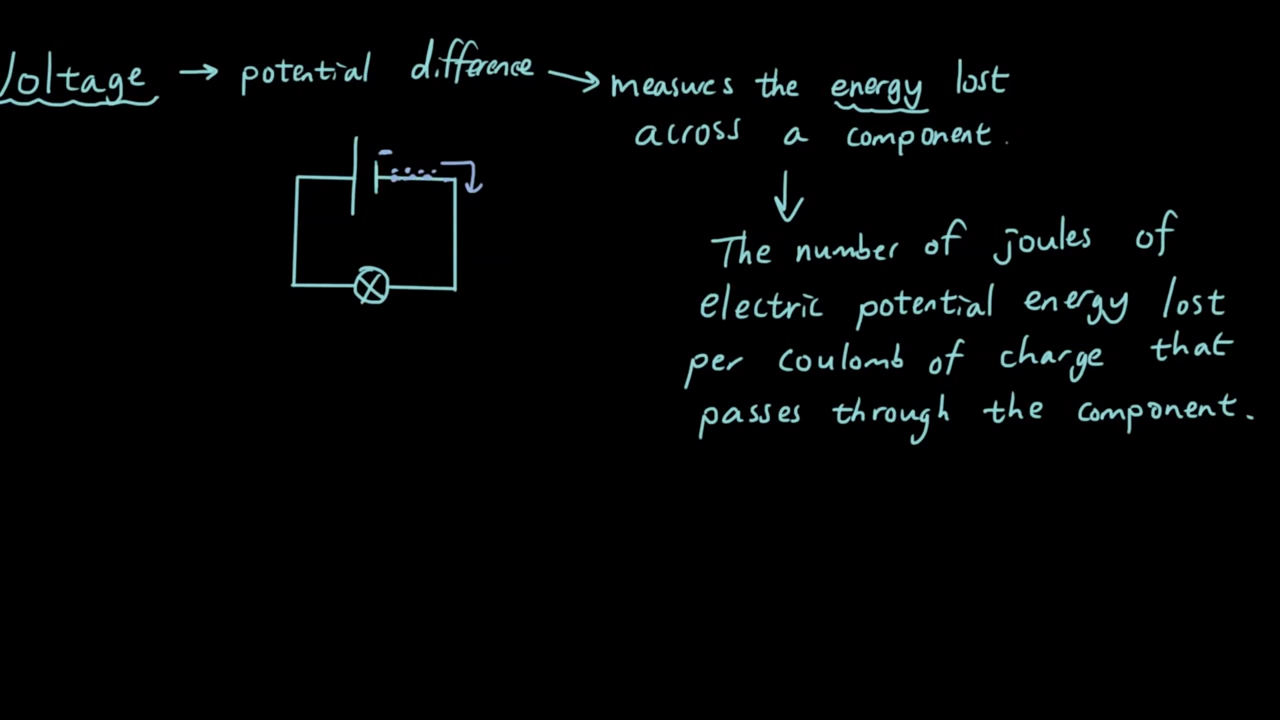 Voltage → potential difference → measures the energy lost
across a component.
The number of joules of
electric potential energy lost
per coulomb of charge that
passes through the component.